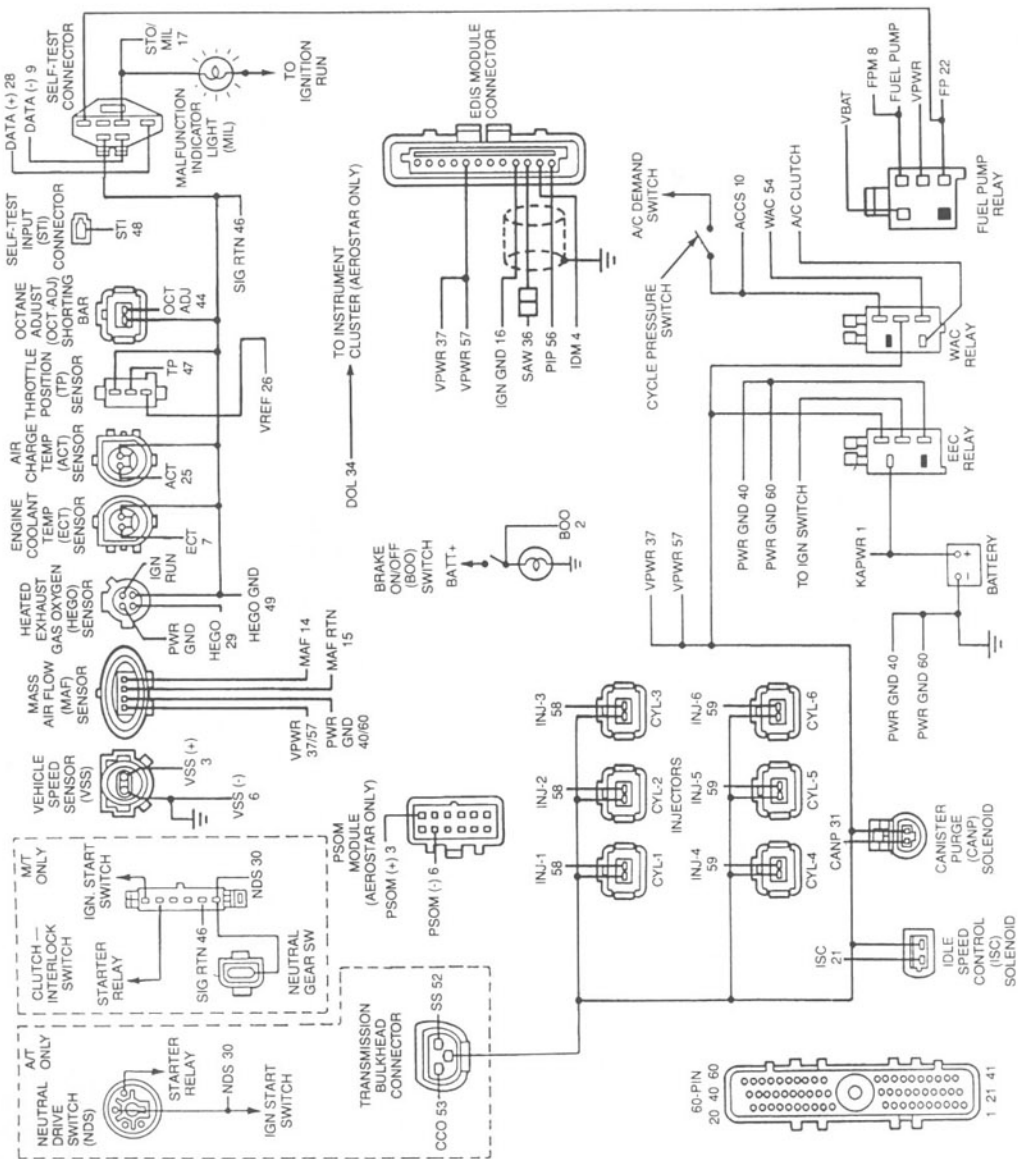 NEUTRAL
DRIVE
SWITCH
(NDS)
A/T
ONLY
STARTER
RELAY
NDS 30
IGN START
SWITCH
CLUTCH —
INTERLOCK
SWITCH
M/T
ONLY
STARTER
RELAY
IGN. START
SWITCH
SIG RTN 46
NDS 30
NEUTRAL
GEAR SW
VEHICLE
SPEED
SENSOR
(VSS)
VSS (+)
3
VSS (-)
6
MASS
AIR FLOW
(MAF)
SENSOR
MAF 14
MAF RTN
15
VPWR
37/57
PWR
GND
40/60
HEATED
EXHAUST
GAS OXYGEN
(HEGO)
SENSOR
IGN
RUN
PWR
GND
HEGO
29
HEGO GND
49
ENGINE
COOLANT
TEMP
(ECT)
SENSOR
ECT
7
AIR
CHARGE
TEMP
(ACT)
SENSOR
ACT
25
THROTTLE
POSITION
(TP)
SENSOR
TP
47
VREF 26
OCTANE
ADJUST
(OCT ADJ)
SHORTING
BAR
OCT
ADJ
44
SELF-TEST
INPUT
(STI)
CONNECTOR
STI
48
SIG RTN 46
DATA (+) 28
DATA (-) 9
SELF-TEST
CONNECTOR
STO/
MIL
17
MALFUNCTION
INDICATOR
LIGHT
(MIL)
TO
IGNITION
RUN
TRANSMISSION
BULKHEAD
CONNECTOR
CCO 53
SS 52
PSOM
MODULE
(AEROSTAR ONLY)
PSOM (+) 3
PSOM (-) 6
BRAKE
ON/OFF
(BOO)
SWITCH
BATT+
BOO
2
DOL 34
TO INSTRUMENT
CLUSTER (AEROSTAR ONLY)
EDIS MODULE
CONNECTOR
VPWR 37
VPWR 57
IGN GND 16
SAW 36
PIP 56
IDM 4
INJ-1
58
CYL-1
INJ-2
58
CYL-2
INJ-3
58
CYL-3
INJECTORS
INJ-4
59
CYL-4
INJ-5
59
CYL-5
INJ-6
59
CYL-6
VPWR 37
VPWR 57
A/C DEMAND
SWITCH
CYCLE PRESSURE
SWITCH
ACCS 10
WAC 54
A/C CLUTCH
VBAT
FPM 8
FUEL PUMP
VPWR
FP 22
60-PIN
20 40 60
1 21 41
ISC
21
IDLE
SPEED
CONTROL
(ISC)
SOLENOID
CANP 31
CANISTER
PURGE
(CANP)
SOLENOID
PWR GND 40
PWR GND 60
KAPWR 1
BATTERY
PWR GND 40
PWR GND 60
TO IGN SWITCH
EEC
RELAY
WAC
RELAY
FUEL PUMP
RELAY